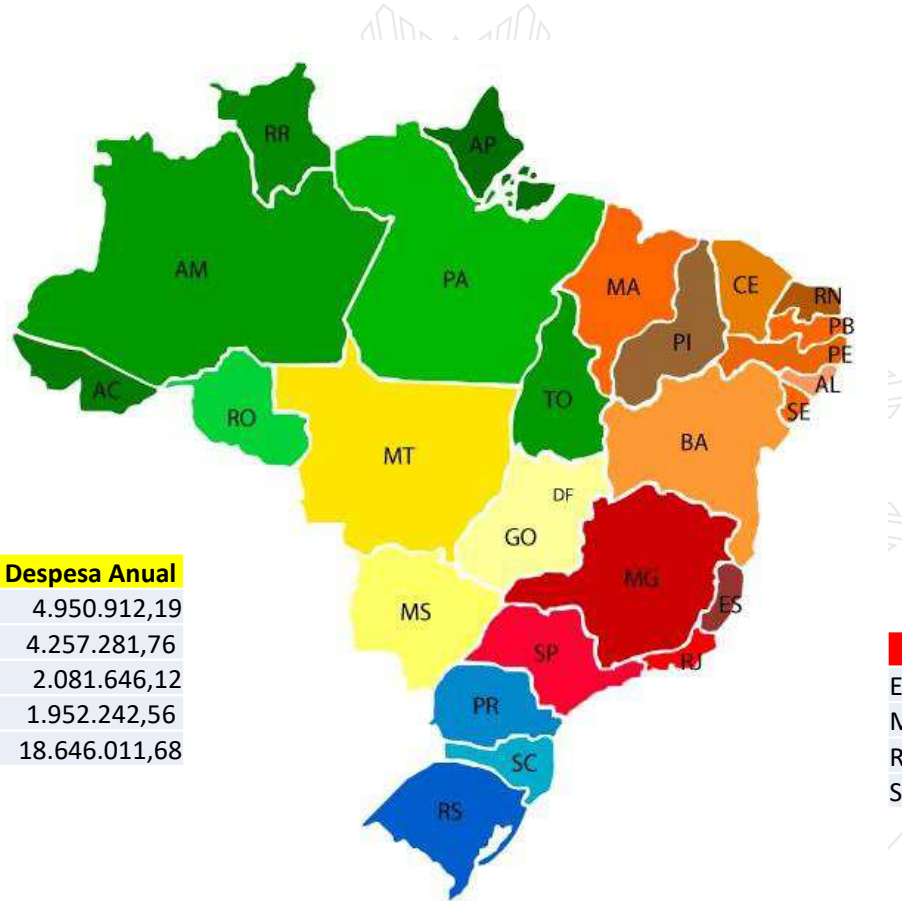 RR
AP
AM
PA
MA
CE
RN
PB
PI
PE
AL
AC
SE
TO
RO
BA
MT
DF
GO
MG
ES
MS
SP
RJ
PR
SC
RS
Despesa Anual
4.950.912,19
4.257.281,76
2.081.646,12
1.952.242,56
18.646.011,68
E
M
R
S